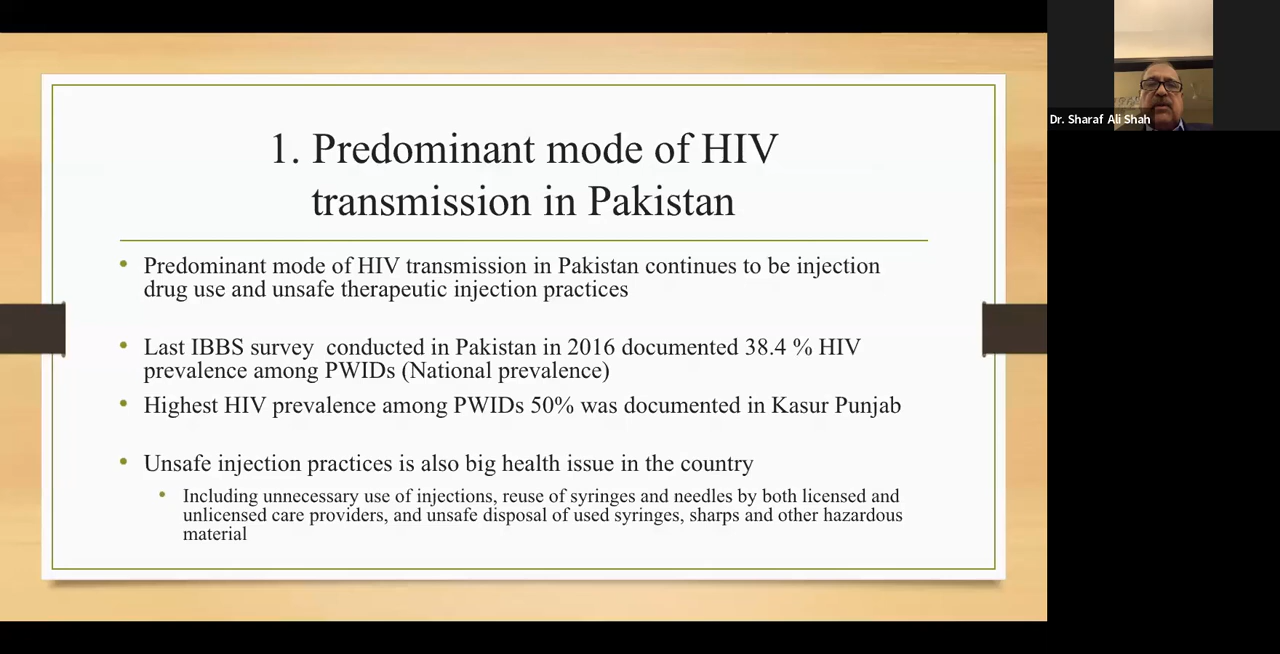 1. Predominant mode of HIV
transmission in Pakistan
• Predominant mode of HIV transmission in Pakistan continues to be injection
drug use and unsafe therapeutic injection practices
• Last IBBS survey  conducted in Pakistan in 2016 documented 38.4 % HIV
prevalence among PWIDs (National prevalence)
• Highest HIV prevalence among PWIDs 50% was documented in Kasur Punjab
• Unsafe injection practices is also big health issue in the country
• Including unnecessary use of injections, reuse of syringes and needles by both licensed and
unlicensed care providers, and unsafe disposal of used syringes, sharps and other hazardous
material
Dr. Sharaf Ali Shah